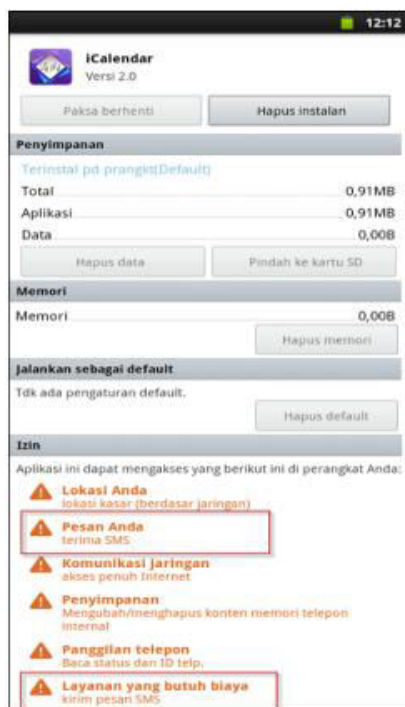 12:12
iCalendar
Versi 2.0
Paksa berhenti
Hapus instalan
Penyimpanan
Terinstal pd prangkt(Default)
Total 0,91MB
Aplikasi 0,91MB
Data 0,00B
Hapus data
Pindah ke kartu SD
Memori
Memori 0,00B
Hapus memori
Jalankan sebagai default
Tdk ada pengaturan default.
Hapus default
Izin
Aplikasi ini dapat mengakses yang berikut ini di perangkat Anda:
Lokasi Anda
lokasi kasar (berdasar jaringan)
Pesan Anda
terima SMS
Komunikasi jaringan
akses penuh Internet
Penyimpanan
Mengubah/menghapus konten memori telepon
internal
Panggilan telepon
Baca status dan ID telp.
Layanan yang butuh biaya
kirim pesan SMS